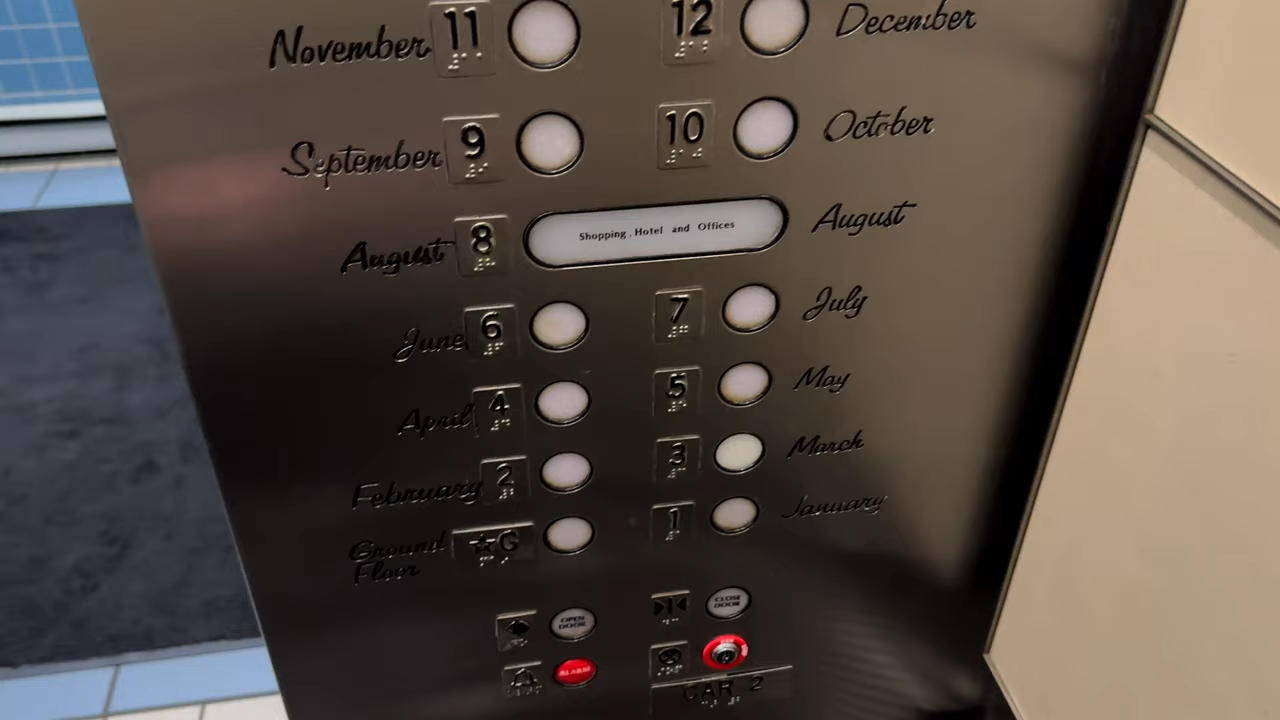 November 11 12 December
September 9 10 October
August 8 Shopping, Hotel and Offices August
June 6 7 July
April 4 5 May
February 2 3 March
Ground Floor ☆G 1 January
OPEN DOOR CLOSE DOOR
ALARM
CAR 2